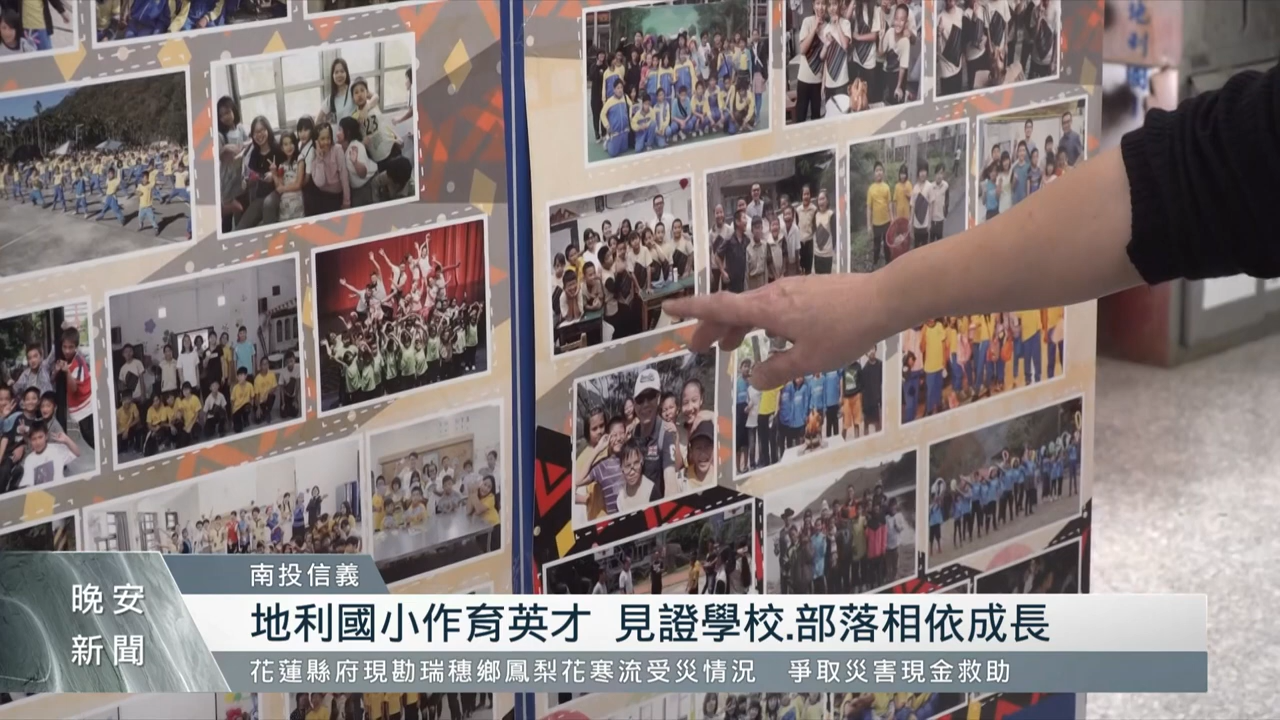 地利
南投信義
晚安
新聞
地利國小作育英才 見證學校.部落相依成長
花蓮縣府現勘瑞穗鄉鳳梨花寒流受災情況 爭取災害現金救助